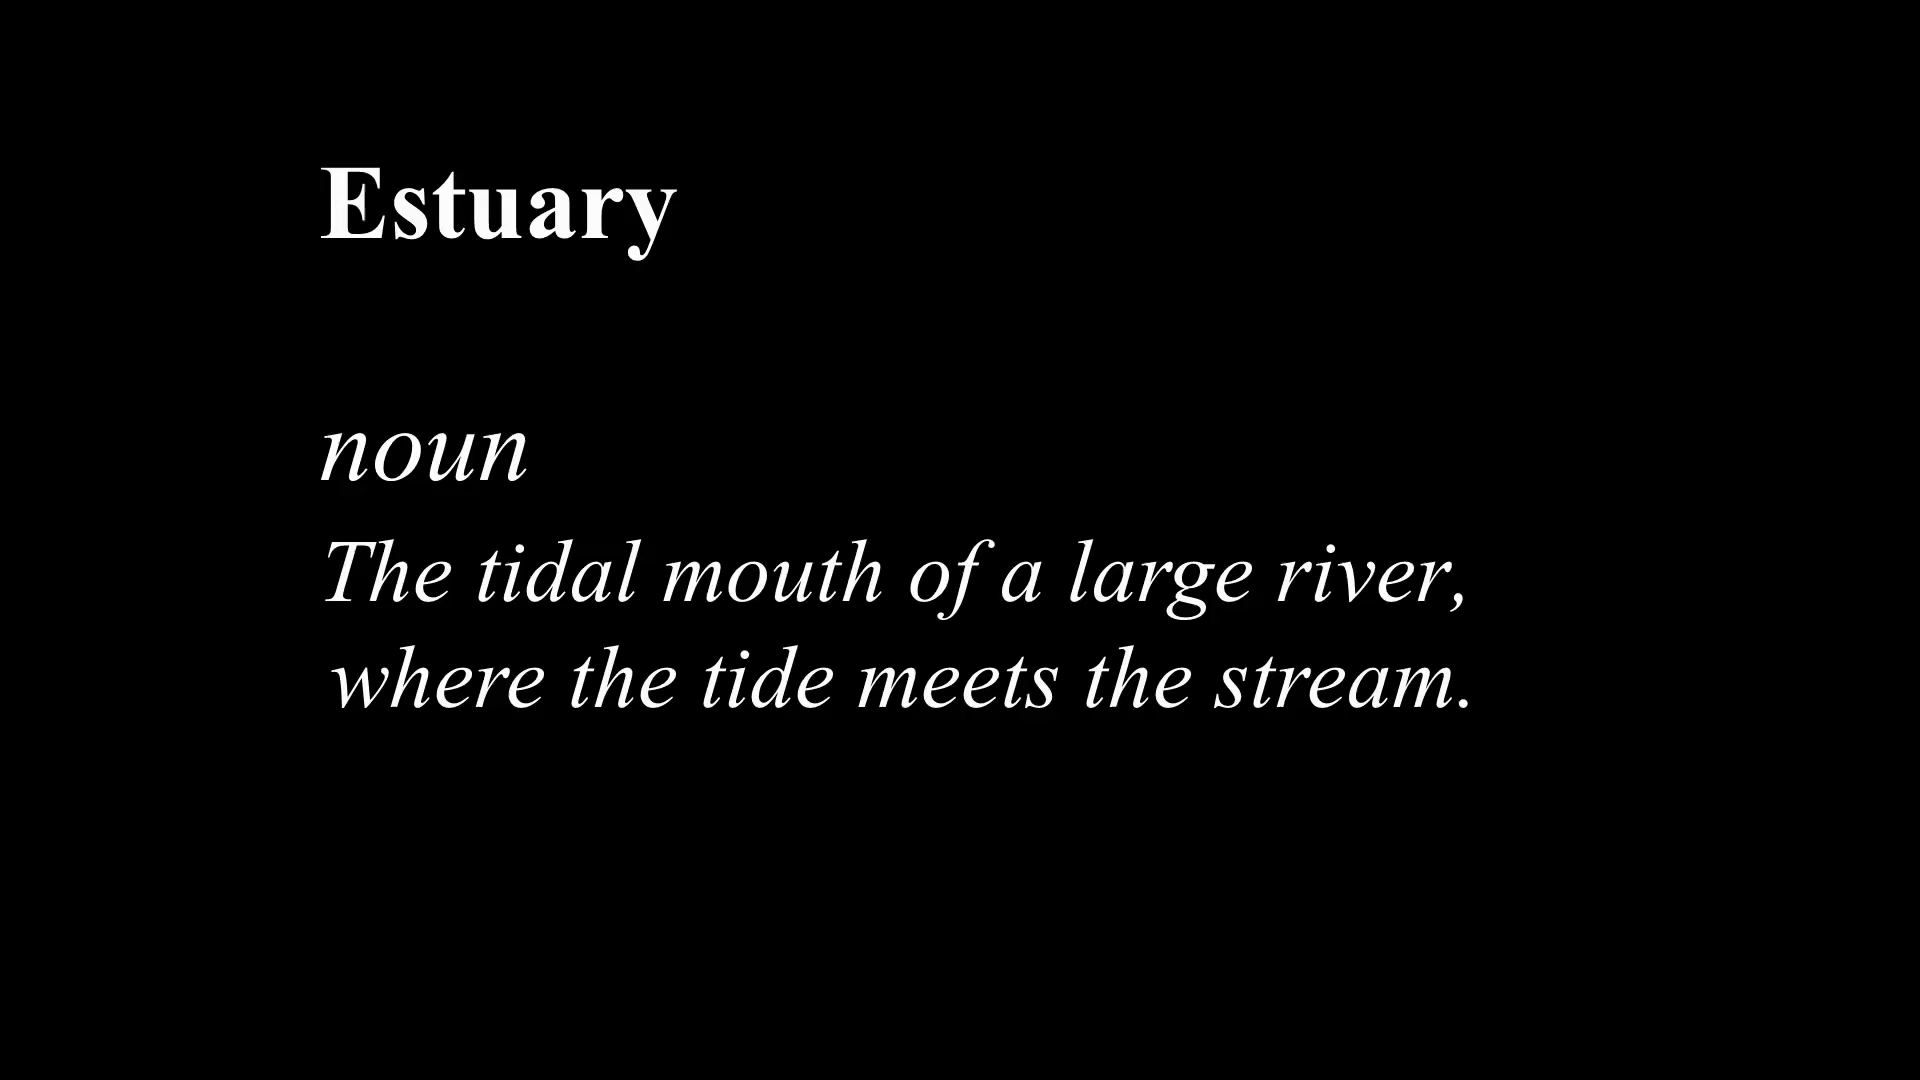 Estuary
noun
The tidal mouth of a large river,
where the tide meets the stream.